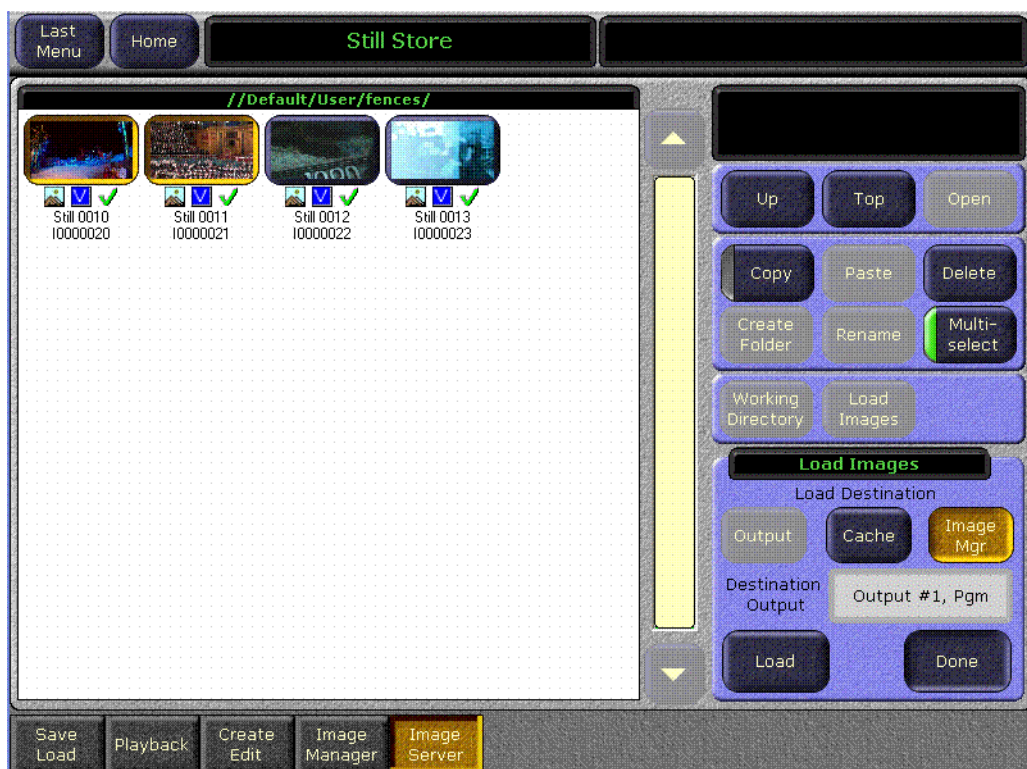 Last
Menu
Home
Still Store
//Default/User/fences/
Still 0010
I0000020
Still 0011
I0000021
Still 0012
I0000022
Still 0013
I0000023
Up
Top
Open
Copy
Paste
Delete
Create
Folder
Rename
Multi-
select
Working
Directory
Load
Images
Load Images
Load Destination
Output
Cache
Image
Mgr
Destination
Output
Output #1, Pgm
Load
Done
Save
Load
Playback
Create
Edit
Image
Manager
Image
Server